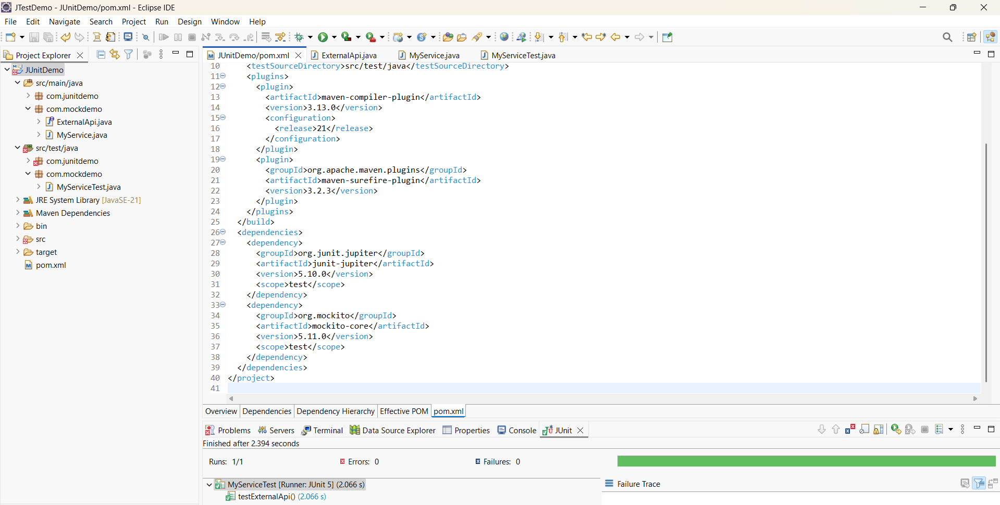 JTestDemo - JUnitDemo/pom.xml - Eclipse IDE
File Edit Navigate Search Project Run Design Window Help
Project Explorer
JUnitDemo
src/main/java
com.junitdemo
com.mockdemo
ExternalApi.java
MyService.java
src/test/java
com.junitdemo
com.mockdemo
MyServiceTest.java
JRE System Library [JavaSE-21]
Maven Dependencies
bin
src
target
pom.xml
JUnitDemo/pom.xml ExternalApi.java MyService.java MyServiceTest.java
10 <testSourceDirectory>src/test/java</testSourceDirectory>
11 <plugins>
12 <plugin>
13 <artifactId>maven-compiler-plugin</artifactId>
14 <version>3.13.0</version>
15 <configuration>
16 <release>21</release>
17 </configuration>
18 </plugin>
19 <plugin>
20 <groupId>org.apache.maven.plugins</groupId>
21 <artifactId>maven-surefire-plugin</artifactId>
22 <version>3.2.3</version>
23 </plugin>
24 </plugins>
25 </build>
26 <dependencies>
27 <dependency>
28 <groupId>org.junit.jupiter</groupId>
29 <artifactId>junit-jupiter</artifactId>
30 <version>5.10.0</version>
31 <scope>test</scope>
32 </dependency>
33 <dependency>
34 <groupId>org.mockito</groupId>
35 <artifactId>mockito-core</artifactId>
36 <version>5.11.0</version>
37 <scope>test</scope>
38 </dependency>
39 </dependencies>
40 </project>
41
Overview Dependencies Dependency Hierarchy Effective POM pom.xml
Problems Servers Terminal Data Source Explorer Properties Console JUnit
Finished after 2.394 seconds
Runs: 1/1 Errors: 0 Failures: 0
MyServiceTest [Runner: JUnit 5] (2.066 s)
testExternalApi() (2.066 s)
Failure Trace